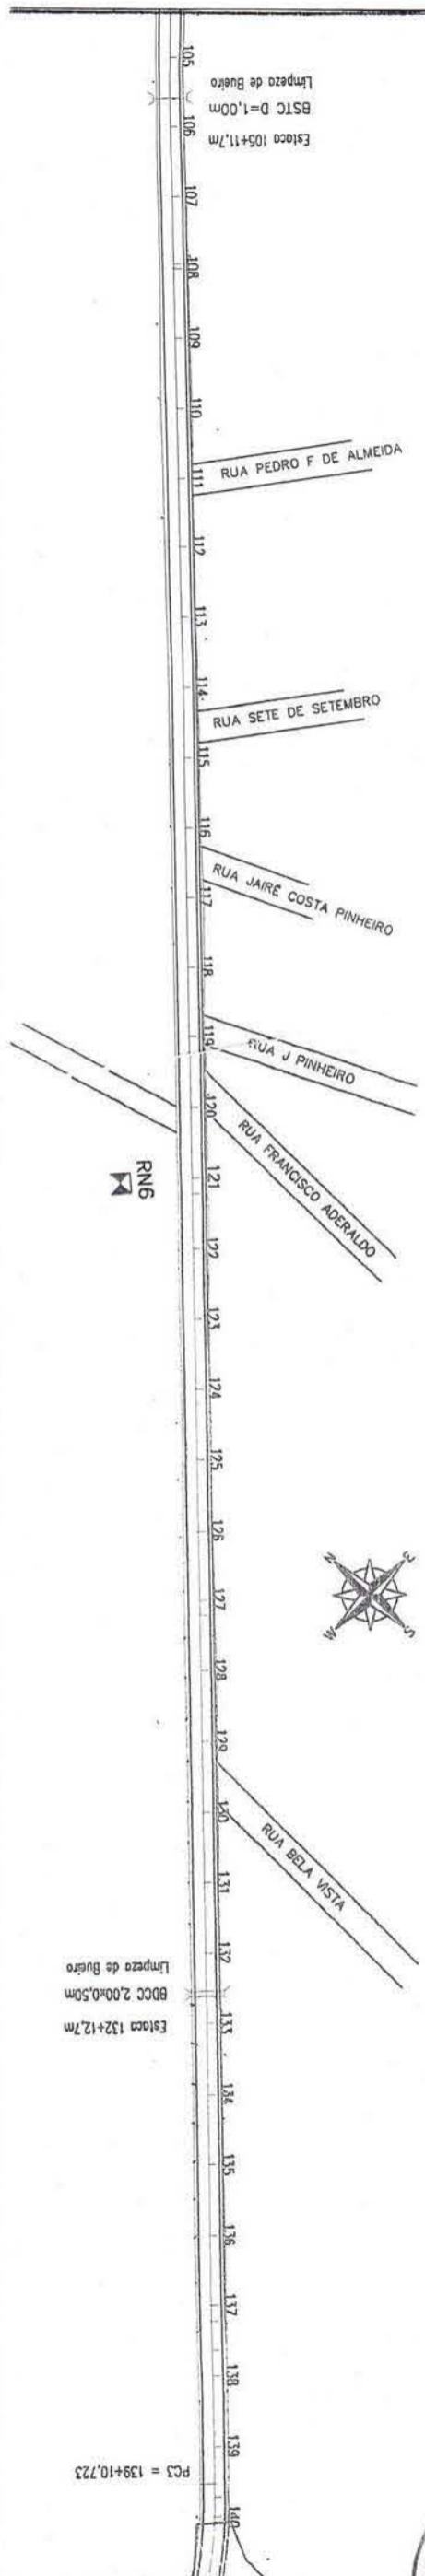 105
Limpeza de Bueiro
BSTC D=1,00m
Estaca 105+11,7m
106
107
108
109
110
111
RUA PEDRO F DE ALMEIDA
112
113
114
RUA SETE DE SETEMBRO
115
116
RUA JAIRÉ COSTA PINHEIRO
117
118
119
RUA J PINHEIRO
120
RUA FRANCISCO ADERALDO
RN6
121
122
123
124
125
126
N
E
W
S
127
128
129
130
RUA BELA VISTA
131
132
Limpeza de Bueiro
BDCC 2,00x0,50m
Estaca 132+12,7m
133
134
135
136
137
138
139
PC3 = 139+10,723
140